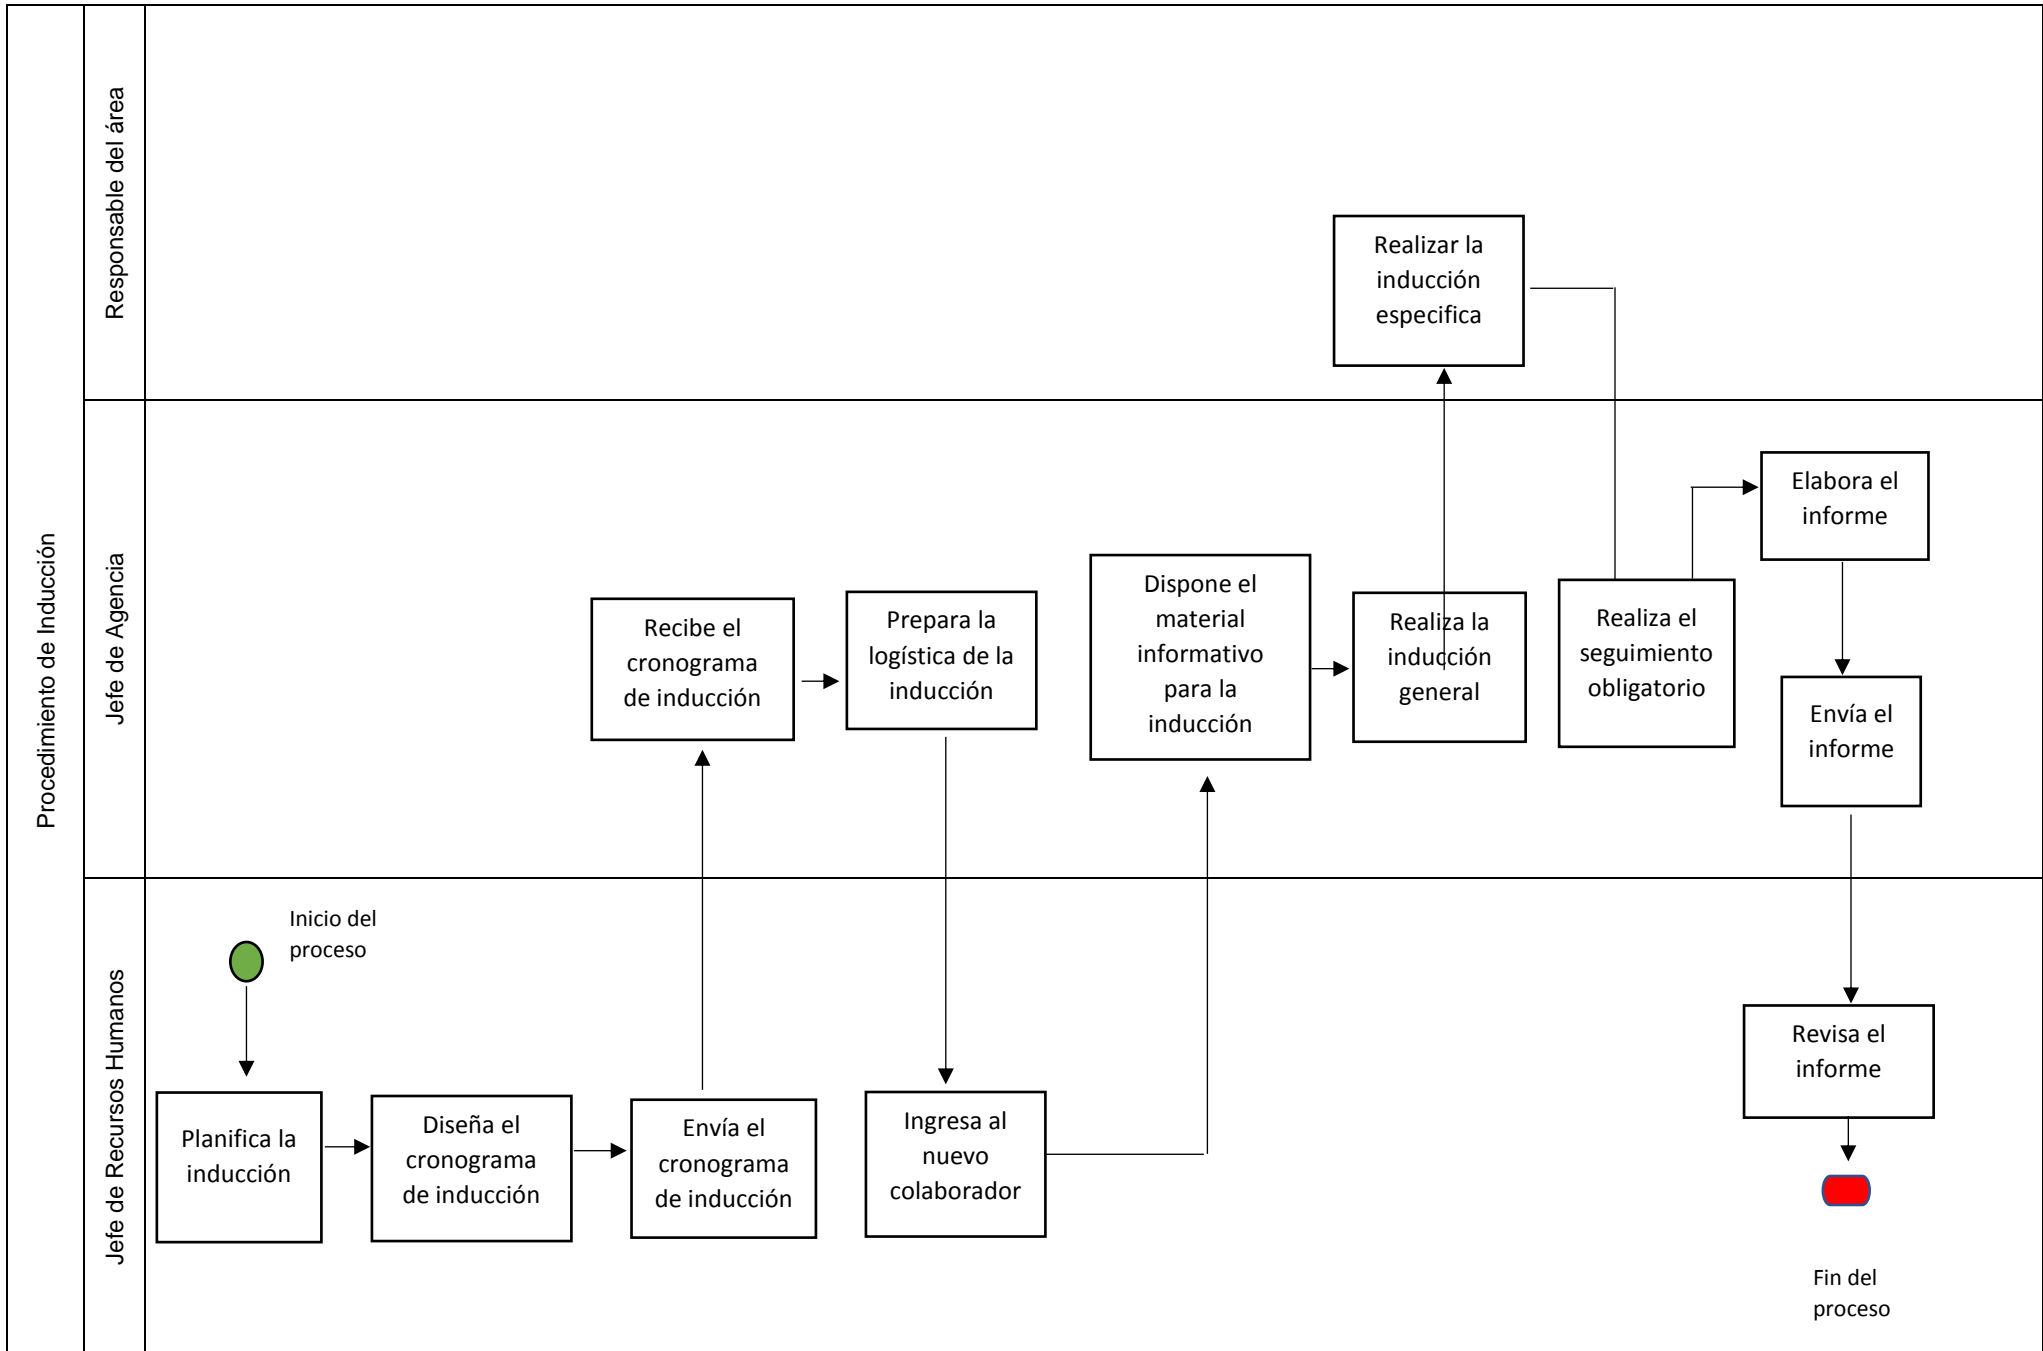 Procedimiento de Inducción
Responsable del área
Realizar la
inducción
especifica
Jefe de Agencia
Recibe el
cronograma
de inducción
Prepara la
logística de la
inducción
Dispone el
material
informativo
para la
inducción
Realiza la
inducción
general
Realiza el
seguimiento
obligatorio
Elabora el
informe
Envía el
informe
Jefe de Recursos Humanos
Inicio del
proceso
Planifica la
inducción
Diseña el
cronograma
de inducción
Envía el
cronograma
de inducción
Ingresa al
nuevo
colaborador
Revisa el
informe
Fin del
proceso